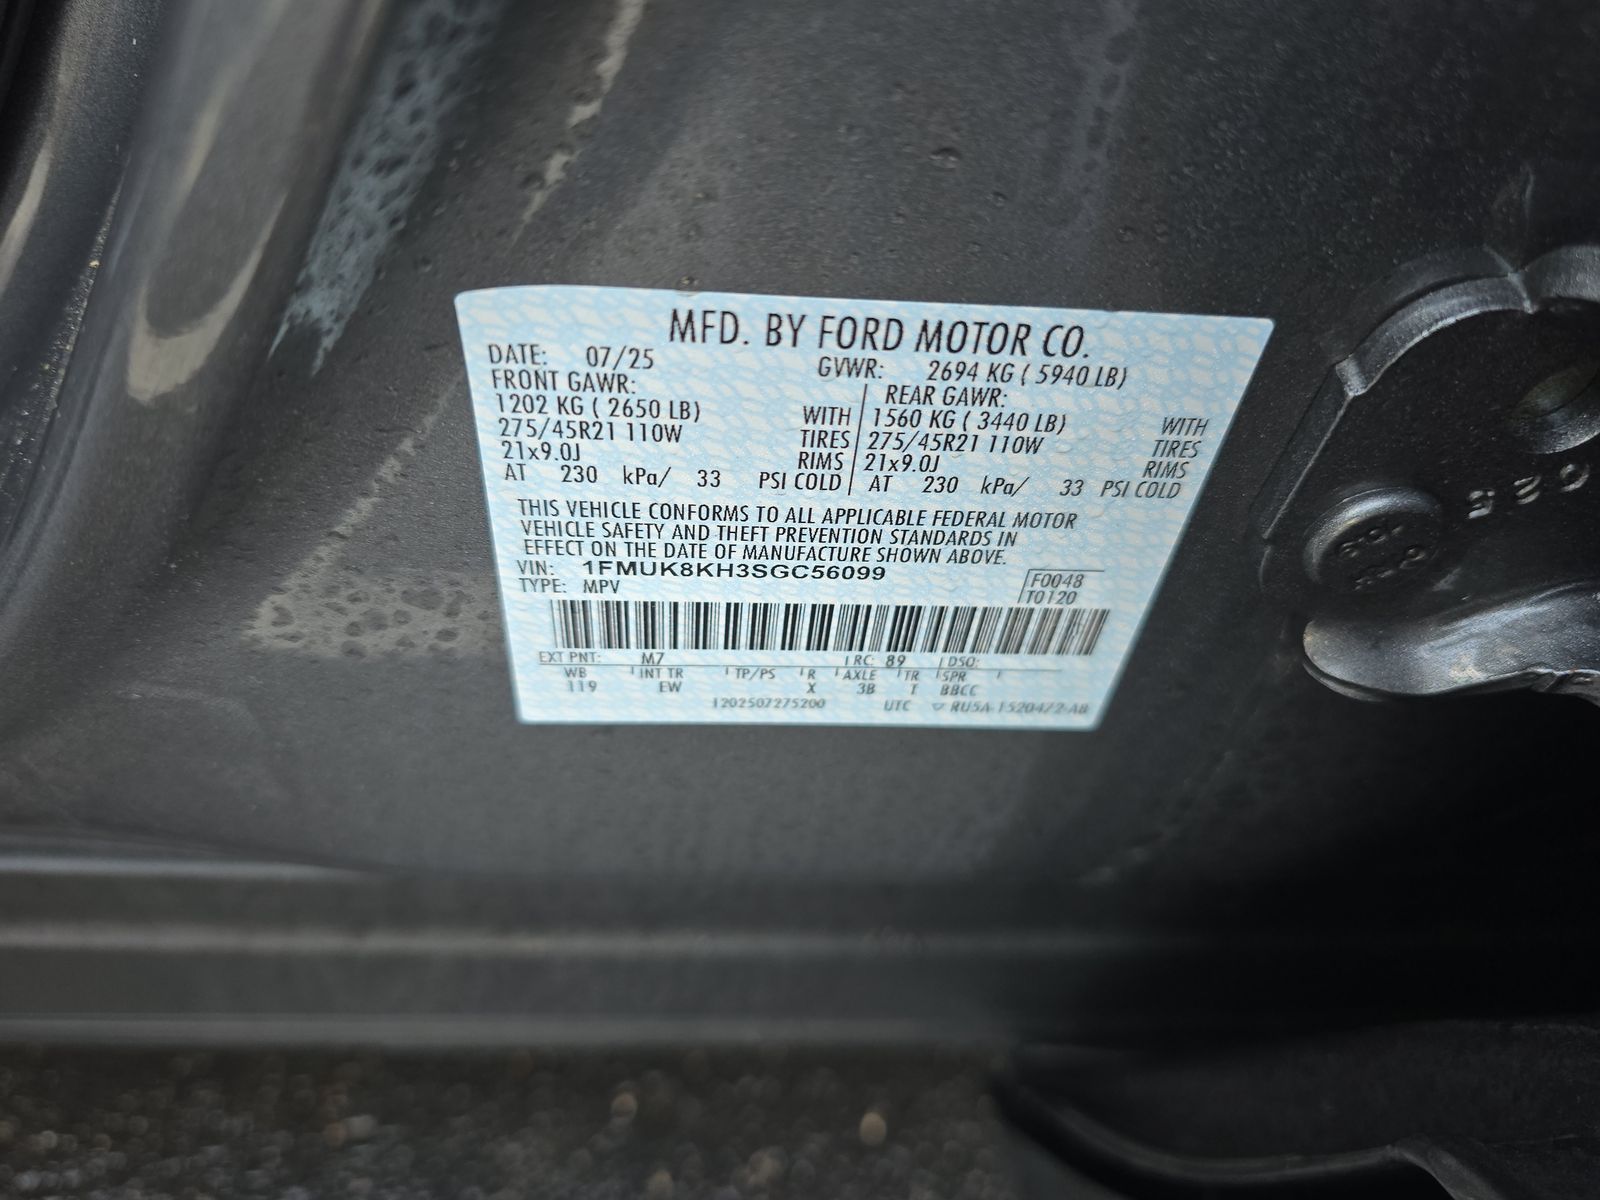 MFD. BY FORD MOTOR CO.
DATE: 07/25 GVWR: 2694 KG ( 5940 LB)
FRONT GAWR: REAR GAWR:
1202 KG ( 2650 LB) WITH 1560 KG ( 3440 LB) WITH
275/45R21 110W TIRES 275/45R21 110W TIRES
21x9.0J RIMS 21x9.0J RIMS
AT 230 kPa/ 33 PSI COLD AT 230 kPa/ 33 PSI COLD
THIS VEHICLE CONFORMS TO ALL APPLICABLE FEDERAL MOTOR
VEHICLE SAFETY AND THEFT PREVENTION STANDARDS IN
EFFECT ON THE DATE OF MANUFACTURE SHOWN ABOVE.
VIN: 1FMUK8KH3SGC56099
TYPE: MPV
F0048
T0120
EXT PNT: M7 RC: 89 DSO:
WB INT TR TP/PS R AXLE TR SPR
119 EW X 3B T BBCC
1202507275200 UTC ▽ RU5A-1520472-AB